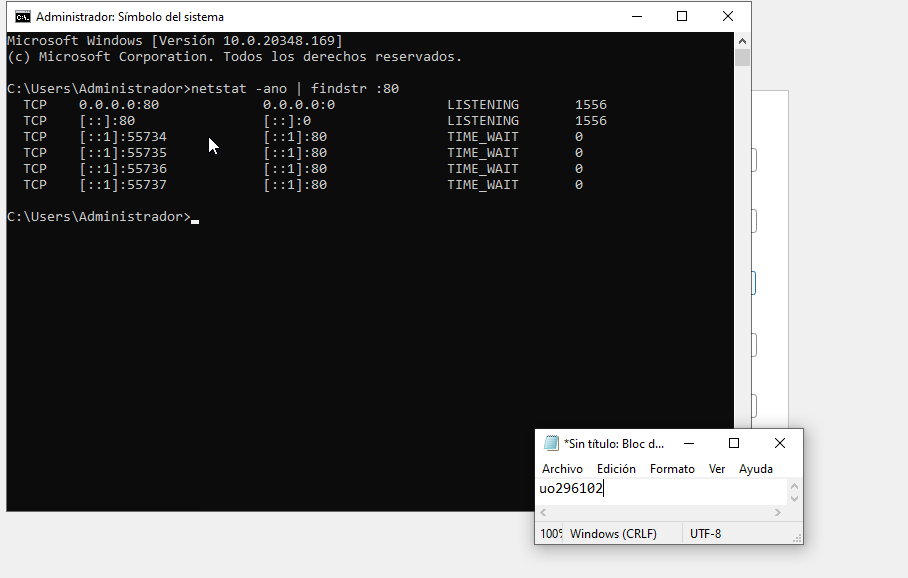 Administrador: Símbolo del sistema
Microsoft Windows [Versión 10.0.20348.169]
(c) Microsoft Corporation. Todos los derechos reservados.
C:\Users\Administrador>netstat -ano | findstr :80
TCP    0.0.0.0:80             0.0.0.0:0              LISTENING       1556
TCP    [::]:80                [::]:0                 LISTENING       1556
TCP    [::1]:55734            [::1]:80               TIME_WAIT       0
TCP    [::1]:55735            [::1]:80               TIME_WAIT       0
TCP    [::1]:55736            [::1]:80               TIME_WAIT       0
TCP    [::1]:55737            [::1]:80               TIME_WAIT       0
C:\Users\Administrador>
*Sin título: Bloc d...
Archivo Edición Formato Ver Ayuda
uo296102
100% Windows (CRLF) UTF-8